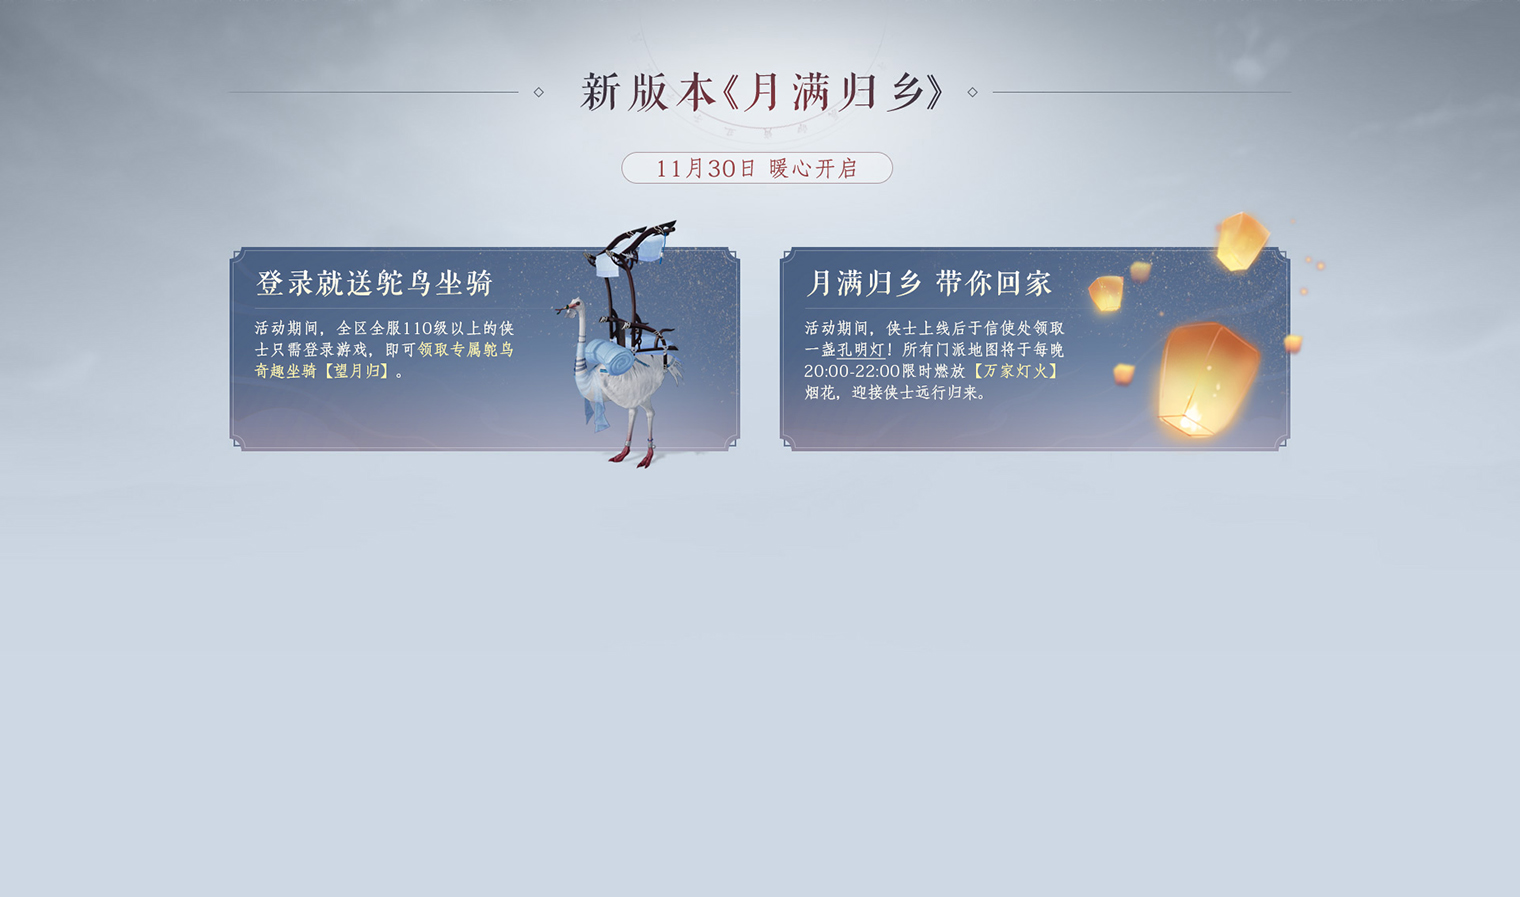 新版本《月满归乡》
11月30日 暖心开启
登录就送鸵鸟坐骑
活动期间，全区全服110级以上的侠
士只需登录游戏，即可领取专属鸵鸟
奇趣坐骑【望月归】。
月满归乡 带你回家
活动期间，侠士上线后于信使处领取
一盏孔明灯！所有门派地图将于每晚
20:00-22:00限时燃放【万家灯火】
烟花，迎接侠士远行归来。